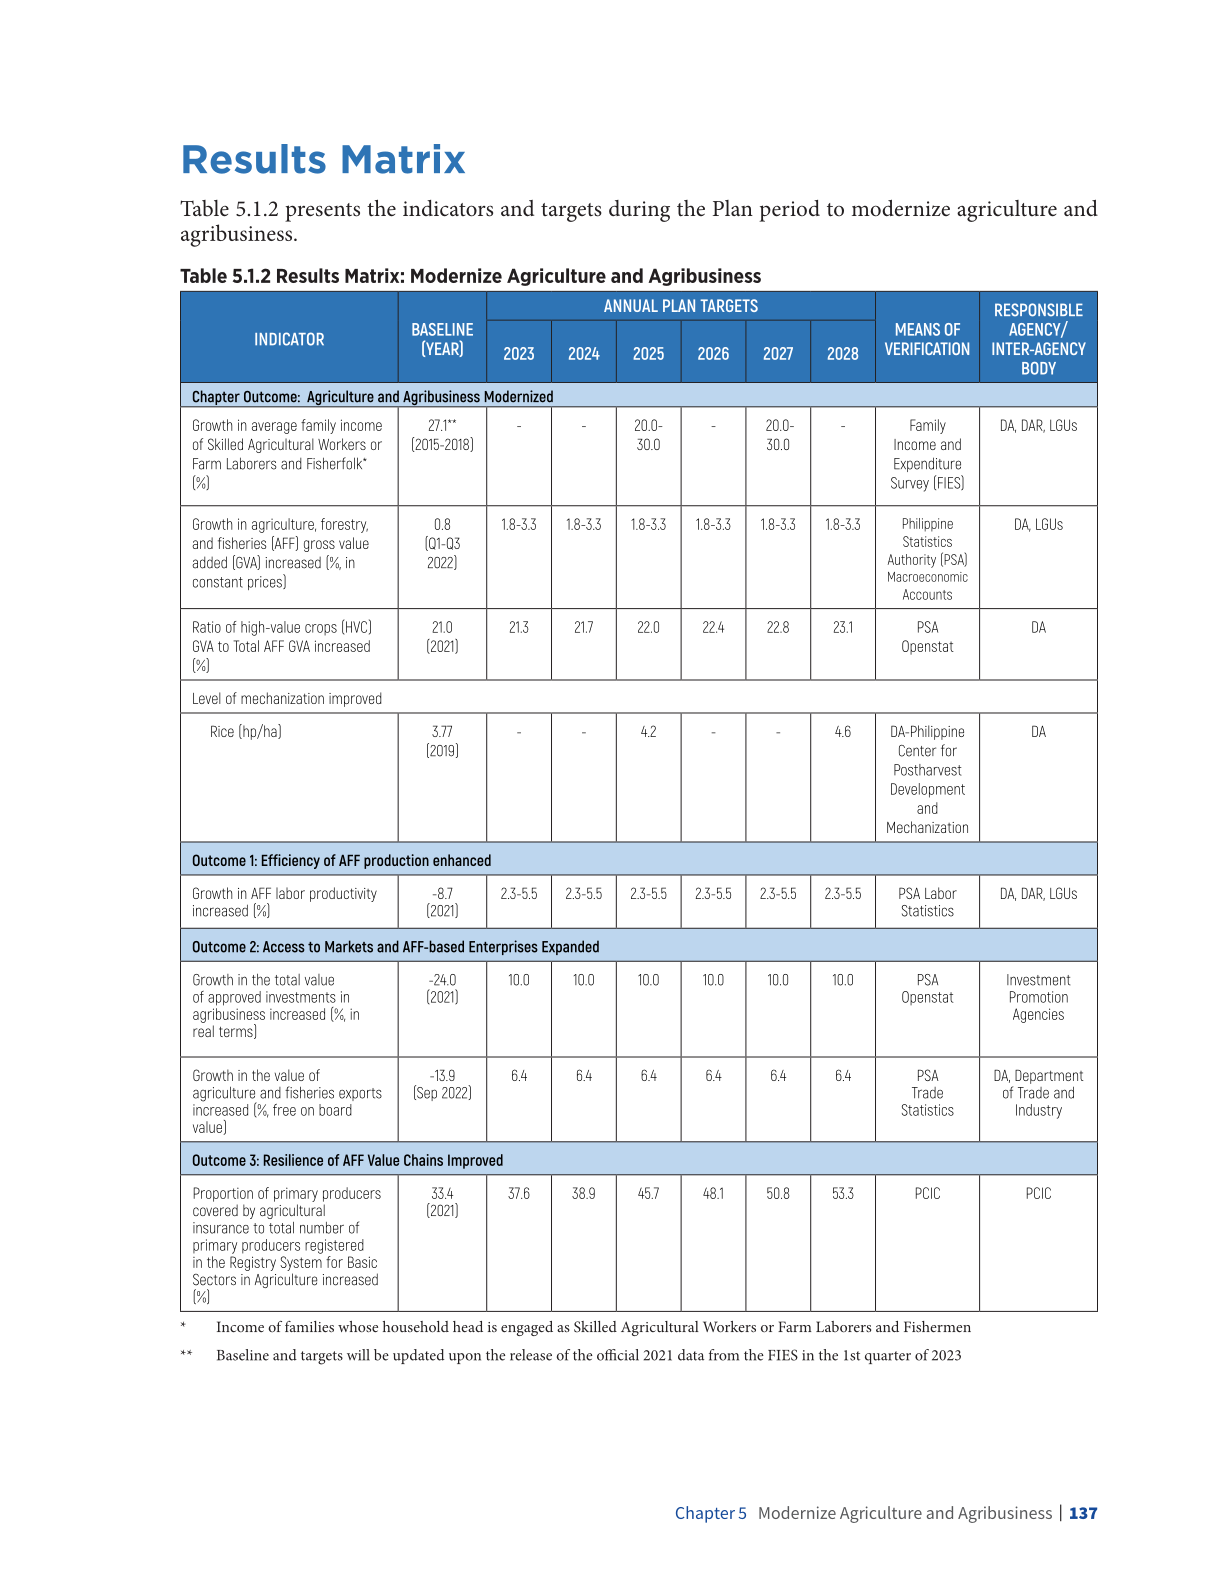 Results Matrix
Table 5.1.2 presents the indicators and targets during the Plan period to modernize agriculture and
agribusiness.
Table 5.1.2 Results Matrix: Modernize Agriculture and Agribusiness
INDICATOR
BASELINE
(YEAR)
ANNUAL PLAN TARGETS
2023 2024 2025 2026 2027 2028
MEANS OF
VERIFICATION
RESPONSIBLE
AGENCY/
INTER-AGENCY
BODY
Chapter Outcome: Agriculture and Agribusiness Modernized
Growth in average family income
of Skilled Agricultural Workers or
Farm Laborers and Fisherfolk*
(%)
27.1**
(2015-2018)
-
-
20.0-
30.0
-
20.0-
30.0
-
Family
Income and
Expenditure
Survey (FIES)
DA, DAR, LGUs
Growth in agriculture, forestry,
and fisheries (AFF) gross value
added (GVA) increased (%, in
constant prices)
0.8
(Q1-Q3
2022)
1.8-3.3 1.8-3.3 1.8-3.3 1.8-3.3 1.8-3.3 1.8-3.3
Philippine
Statistics
Authority (PSA)
Macroeconomic
Accounts
DA, LGUs
Ratio of high-value crops (HVC)
GVA to Total AFF GVA increased
(%)
21.0
(2021)
21.3 21.7 22.0 22.4 22.8 23.1
PSA
Openstat
DA
Level of mechanization improved
Rice (hp/ha)
3.77
(2019)
- - 4.2 - - 4.6
DA-Philippine
Center for
Postharvest
Development
and
Mechanization
DA
Outcome 1: Efficiency of AFF production enhanced
Growth in AFF labor productivity
increased (%)
-8.7
(2021)
2.3-5.5 2.3-5.5 2.3-5.5 2.3-5.5 2.3-5.5 2.3-5.5
PSA Labor
Statistics
DA, DAR, LGUs
Outcome 2: Access to Markets and AFF-based Enterprises Expanded
Growth in the total value
of approved investments in
agribusiness increased (%, in
real terms)
-24.0
(2021)
10.0 10.0 10.0 10.0 10.0 10.0
PSA
Openstat
Investment
Promotion
Agencies
Growth in the value of
agriculture and fisheries exports
increased (%, free on board
value)
-13.9
(Sep 2022)
6.4 6.4 6.4 6.4 6.4 6.4
PSA
Trade
Statistics
DA, Department
of Trade and
Industry
Outcome 3: Resilience of AFF Value Chains Improved
Proportion of primary producers
covered by agricultural
insurance to total number of
primary producers registered
in the Registry System for Basic
Sectors in Agriculture increased
(%)
33.4
(2021)
37.6 38.9 45.7 48.1 50.8 53.3
PCIC
PCIC
* Income of families whose household head is engaged as Skilled Agricultural Workers or Farm Laborers and Fishermen
** Baseline and targets will be updated upon the release of the official 2021 data from the FIES in the 1st quarter of 2023
Chapter 5 Modernize Agriculture and Agribusiness | 137